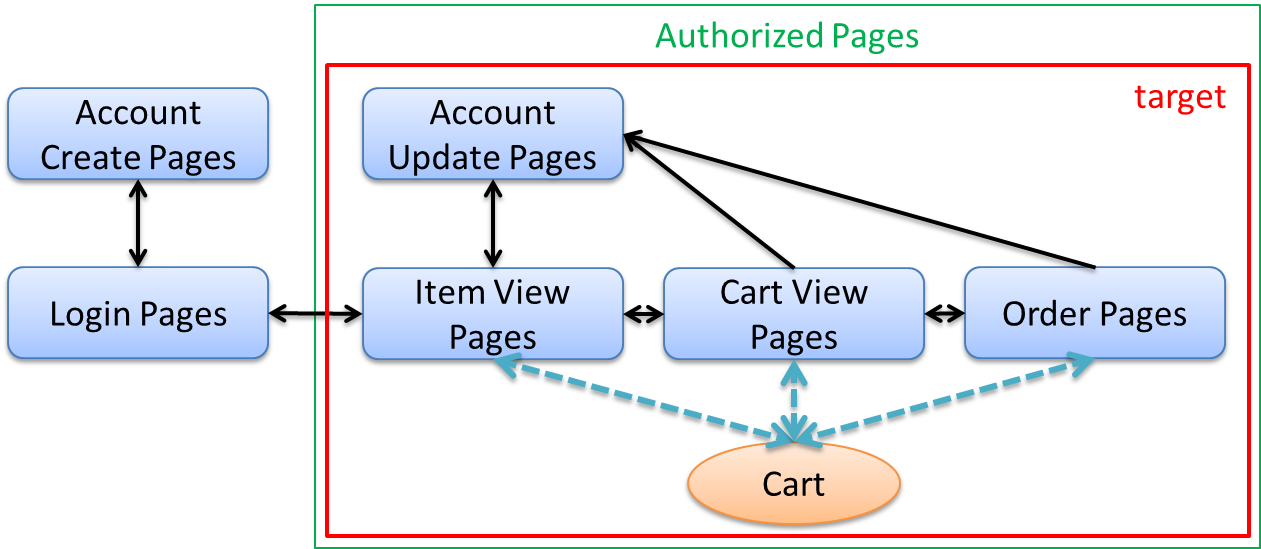 Authorized Pages
target
Account
Create Pages
Account
Update Pages
Login Pages
Item View
Pages
Cart View
Pages
Order Pages
Cart